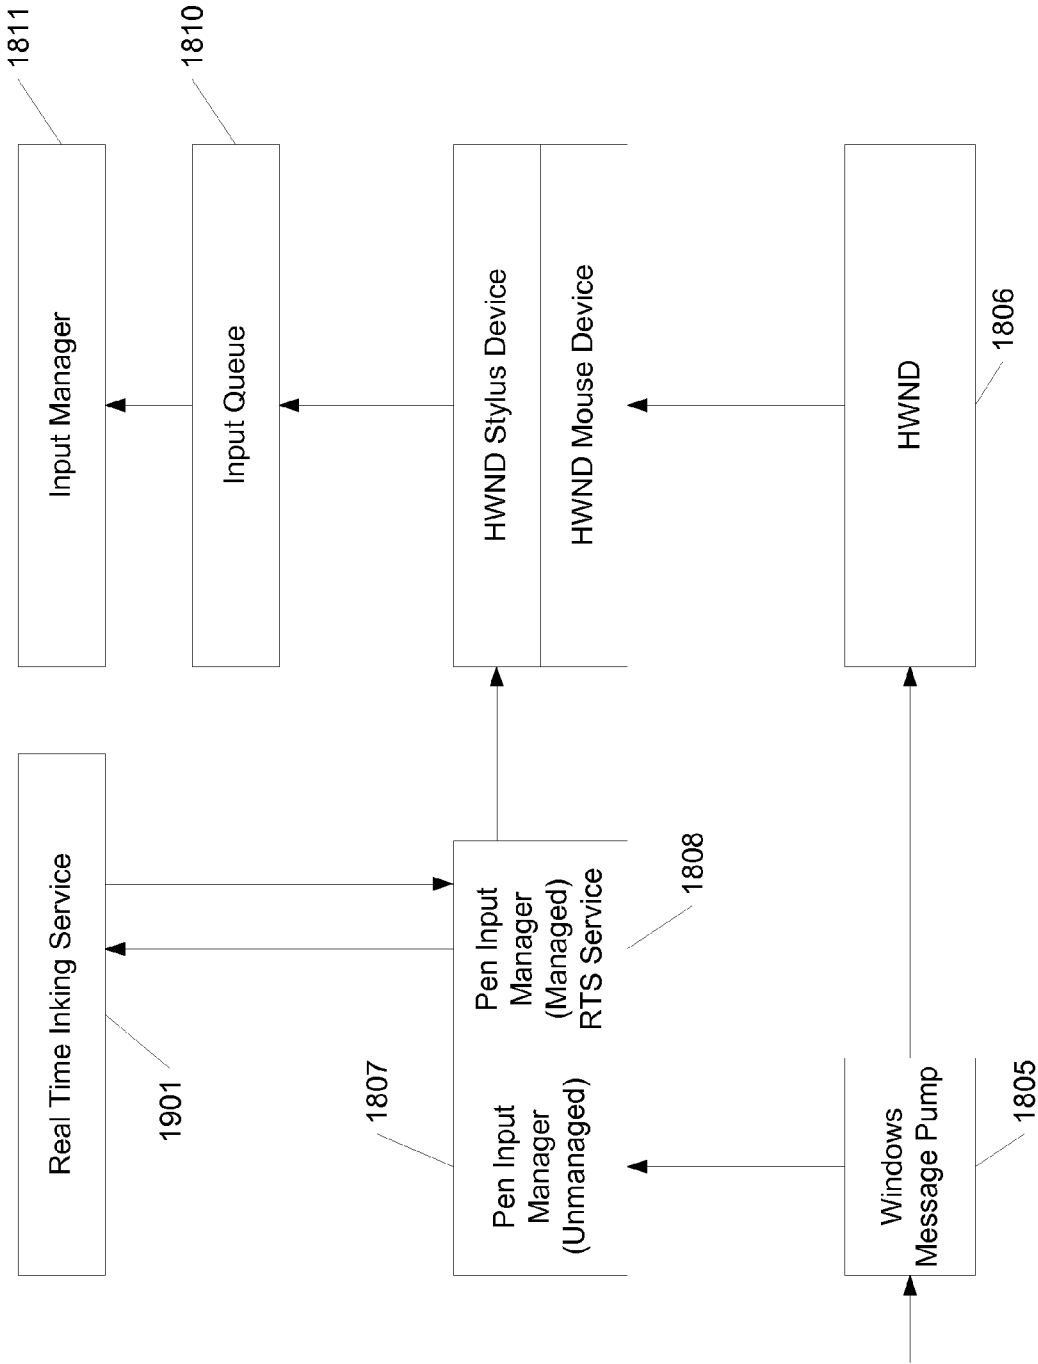 Real Time Inking Service
1901
Input Manager
1811
Input Queue
1810
1807
Pen Input
Manager
(Unmanaged)
Pen Input
Manager
(Managed)
RTS Service
1808
HWND Stylus Device
HWND Mouse Device
Windows
Message Pump
1805
HWND
1806